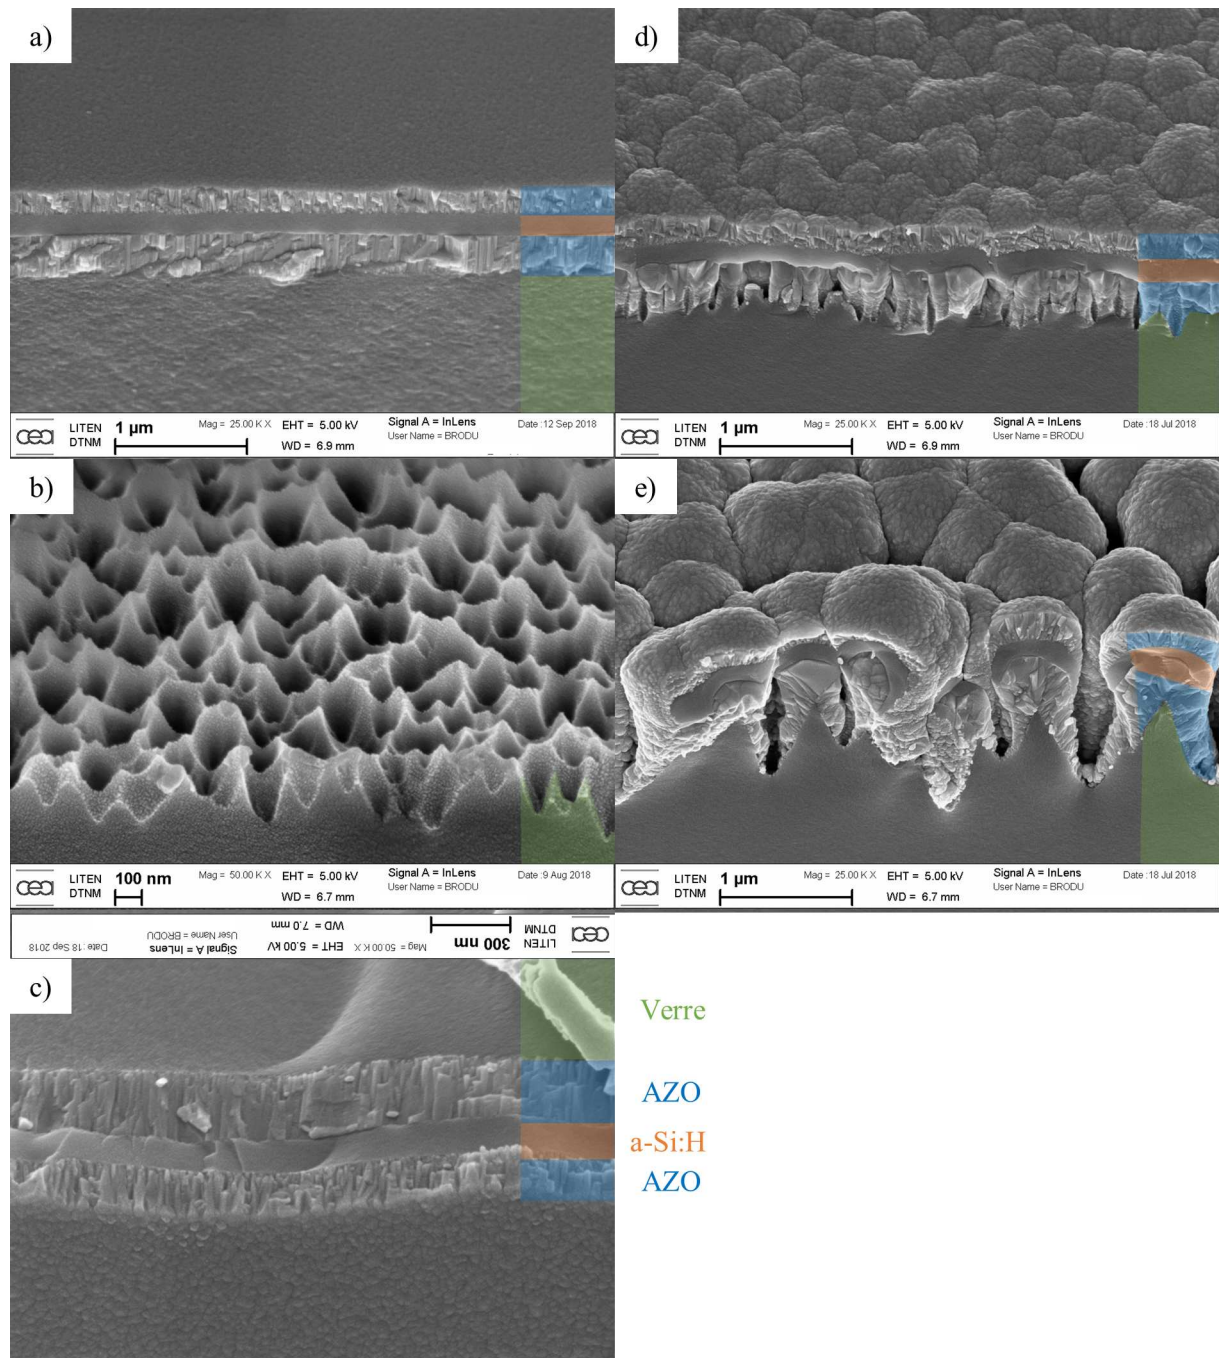 a)
cea
LITEN
DTNM
1 µm
Mag = 25.00 K X
EHT = 5.00 kV
WD = 6.9 mm
Signal A = InLens
User Name = BRODU
Date :12 Sep 2018
d)
cea
LITEN
DTNM
1 µm
Mag = 25.00 K X
EHT = 5.00 kV
WD = 6.9 mm
Signal A = InLens
User Name = BRODU
Date :18 Jul 2018
b)
cea
LITEN
DTNM
100 nm
Mag = 50.00 K X
EHT = 5.00 kV
WD = 6.7 mm
Signal A = InLens
User Name = BRODU
Date :9 Aug 2018
e)
cea
LITEN
DTNM
1 µm
Mag = 25.00 K X
EHT = 5.00 kV
WD = 6.7 mm
Signal A = InLens
User Name = BRODU
Date :18 Jul 2018
cea
LITEN
DTNM
300 nm
Mag = 50.00 K X
EHT = 5.00 kV
WD = 7.0 mm
Signal A = InLens
User Name = BRODU
Date :18 Sep 2018
c)
Verre
AZO
a-Si:H
AZO